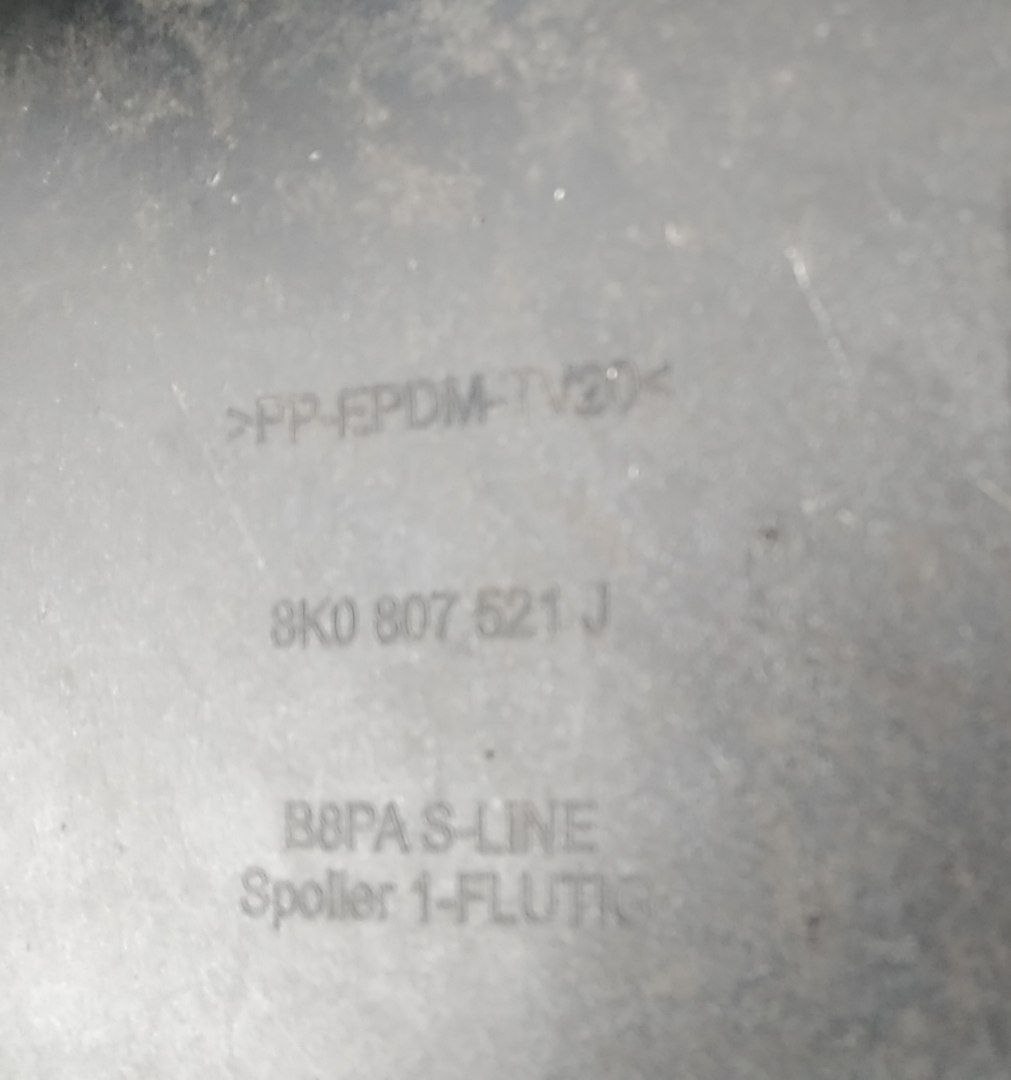 >PP-EPDM-TV20<
8K0 807 521 J
B8PA S-LINE
Spoiler 1-FLUTIG